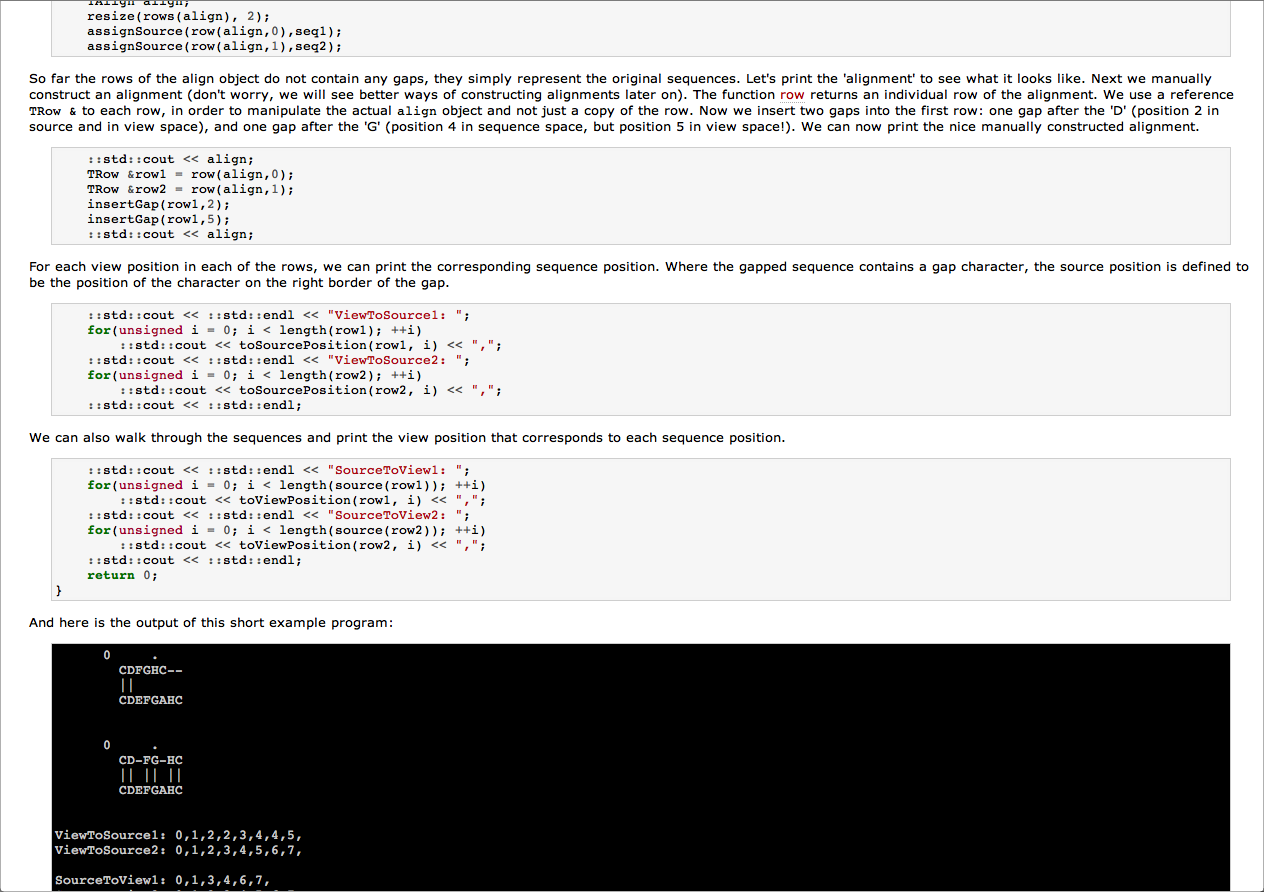 TAlign align;
resize(rows(align), 2);
assignSource(row(align,0),seq1);
assignSource(row(align,1),seq2);
So far the rows of the align object do not contain any gaps, they simply represent the original sequences. Let's print the 'alignment' to see what it looks like. Next we manually
construct an alignment (don't worry, we will see better ways of constructing alignments later on). The function row returns an individual row of the alignment. We use a reference
TRow & to each row, in order to manipulate the actual align object and not just a copy of the row. Now we insert two gaps into the first row: one gap after the 'D' (position 2 in
source and in view space), and one gap after the 'G' (position 4 in sequence space, but position 5 in view space!). We can now print the nice manually constructed alignment.
::std::cout << align;
TRow &row1 = row(align,0);
TRow &row2 = row(align,1);
insertGap(row1,2);
insertGap(row1,5);
::std::cout << align;
For each view position in each of the rows, we can print the corresponding sequence position. Where the gapped sequence contains a gap character, the source position is defined to
be the position of the character on the right border of the gap.
::std::cout << ::std::endl << "ViewToSource1: ";
for(unsigned i = 0; i < length(row1); ++i)
::std::cout << toSourcePosition(row1, i) << ",";
::std::cout << ::std::endl << "ViewToSource2: ";
for(unsigned i = 0; i < length(row2); ++i)
::std::cout << toSourcePosition(row2, i) << ",";
::std::cout << ::std::endl;
We can also walk through the sequences and print the view position that corresponds to each sequence position.
::std::cout << ::std::endl << "SourceToView1: ";
for(unsigned i = 0; i < length(source(row1)); ++i)
::std::cout << toViewPosition(row1, i) << ",";
::std::cout << ::std::endl << "SourceToView2: ";
for(unsigned i = 0; i < length(source(row2)); ++i)
::std::cout << toViewPosition(row2, i) << ",";
::std::cout << ::std::endl;
return 0;
}
And here is the output of this short example program:
0 .
CDFGHC--
||
CDEFGAHC
0 .
CD-FG-HC
|| || ||
CDEFGAHC
ViewToSource1: 0,1,2,2,3,4,4,5,
ViewToSource2: 0,1,2,3,4,5,6,7,
SourceToView1: 0,1,3,4,6,7,